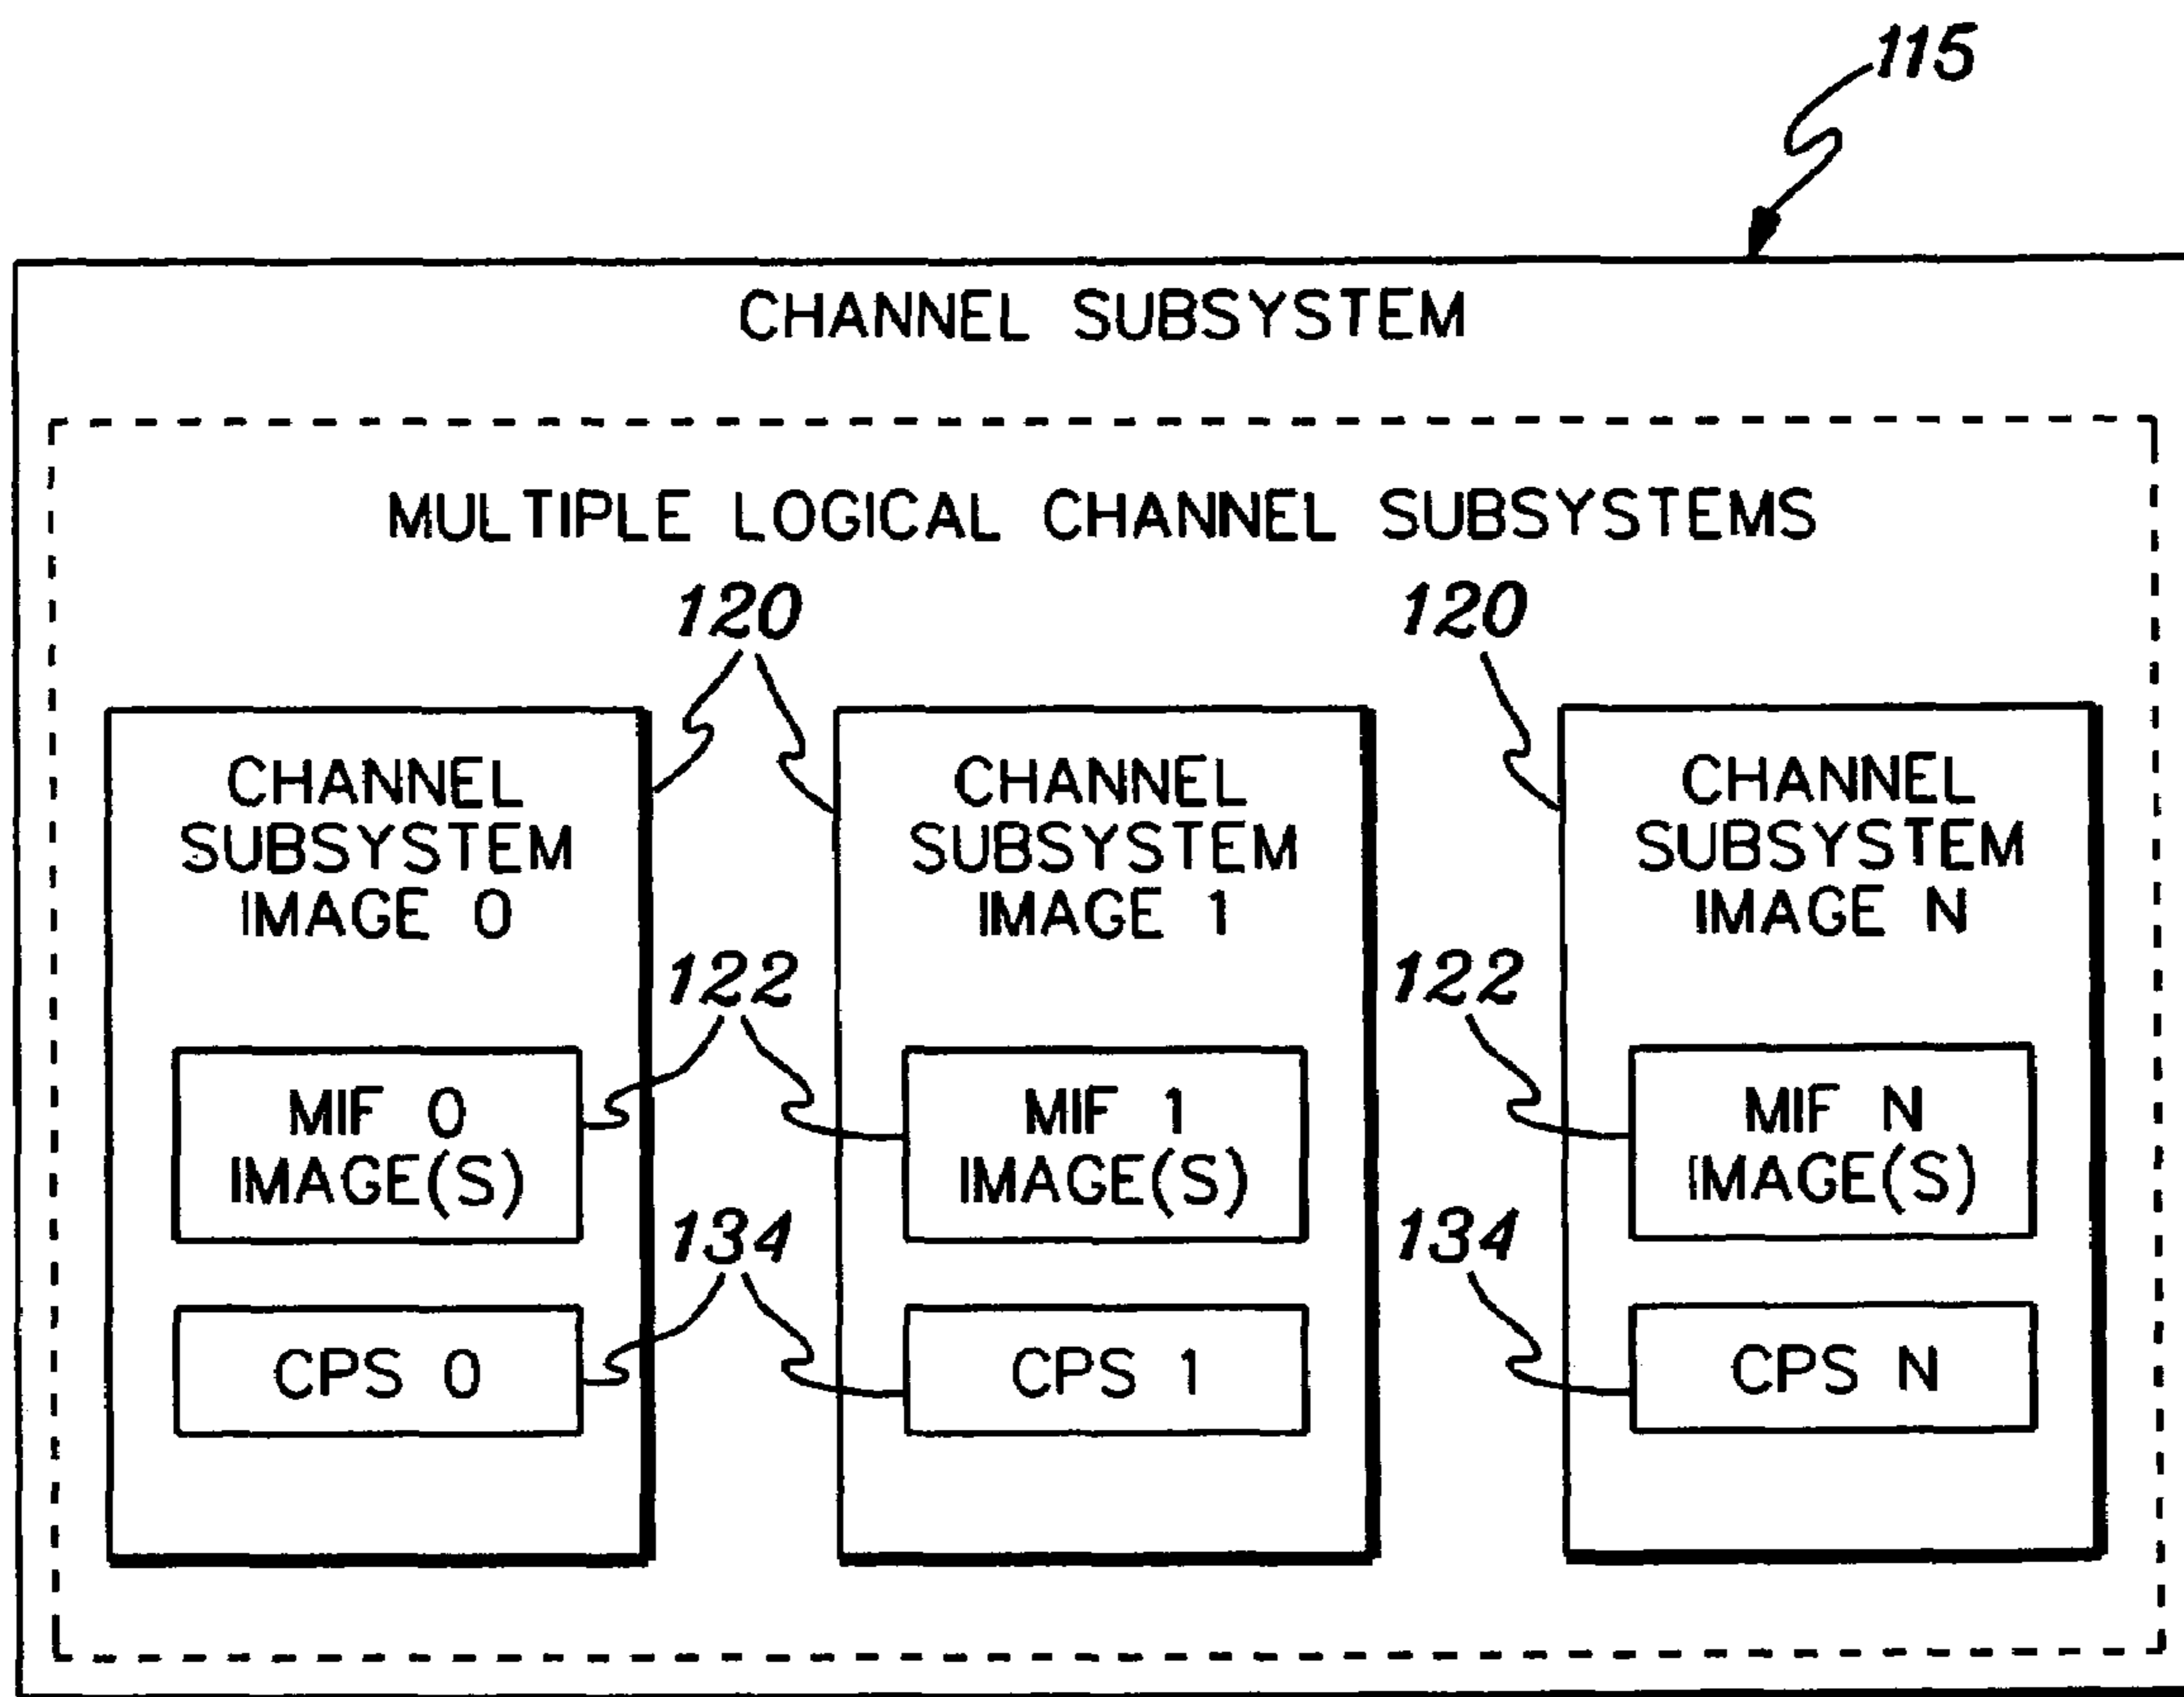 115
CHANNEL SUBSYSTEM
MULTIPLE LOGICAL CHANNEL SUBSYSTEMS
120
120
CHANNEL
SUBSYSTEM
IMAGE 0
CHANNEL
SUBSYSTEM
IMAGE 1
CHANNEL
SUBSYSTEM
IMAGE N
122
122
MIF 0
IMAGE(S)
MIF 1
IMAGE(S)
MIF N
IMAGE(S)
134
134
CPS 0
CPS 1
CPS N